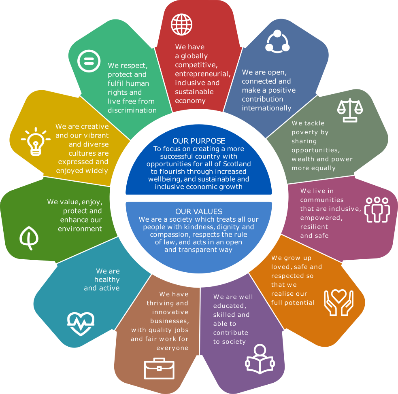 We have
a globally
competitive,
entrepreneurial,
inclusive and
sustainable
economy
We are open,
connected and
make a positive
contribution
internationally
We tackle
poverty by
sharing
opportunities,
wealth and power
more equally
We live in
communities
that are inclusive,
empowered,
resilient
and safe
We grow up
loved, safe and
respected so
that we
realise our
full potential
We are well
educated,
skilled and
able to
contribute
to society
We have
thriving and
innovative
businesses,
with quality jobs
and fair work for
everyone
We are
healthy
and active
We value, enjoy,
protect and
enhance our
environment
We are creative
and our vibrant
and diverse
cultures are
expressed and
enjoyed widely
We respect,
protect and
fulfil human
rights and
live free from
discrimination
OUR PURPOSE
To focus on creating a more
successful country with
opportunities for all of Scotland
to flourish through increased
wellbeing, and sustainable and
inclusive economic growth
OUR VALUES
We are a society which treats all our
people with kindness, dignity and
compassion, respects the rule
of law, and acts in an open
and transparent way